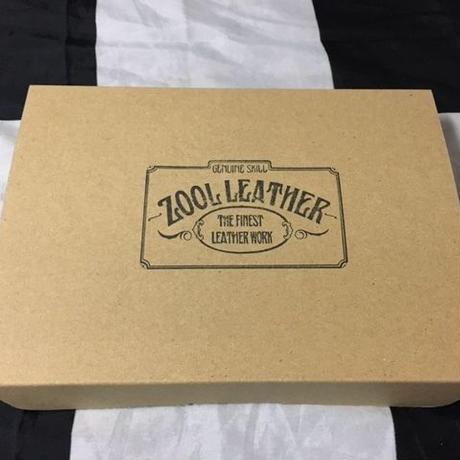 GENUINE SKILL
ZOOL LEATHER
THE FINEST
LEATHER WORK